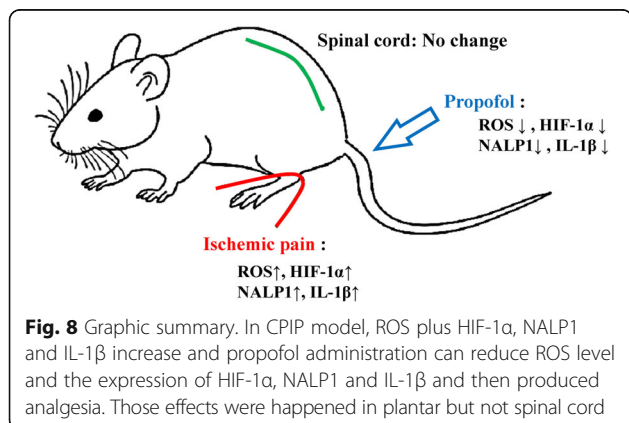 Spinal cord: No change
Propofol :
ROS ↓ , HIF-1α ↓
NALP1↓ , IL-1β ↓
Ischemic pain :
ROS↑, HIF-1α↑
NALP1↑, IL-1β↑
Fig. 8 Graphic summary. In CPIP model, ROS plus HIF-1α, NALP1
and IL-1β increase and propofol administration can reduce ROS level
and the expression of HIF-1α, NALP1 and IL-1β and then produced
analgesia. Those effects were happened in plantar but not spinal cord